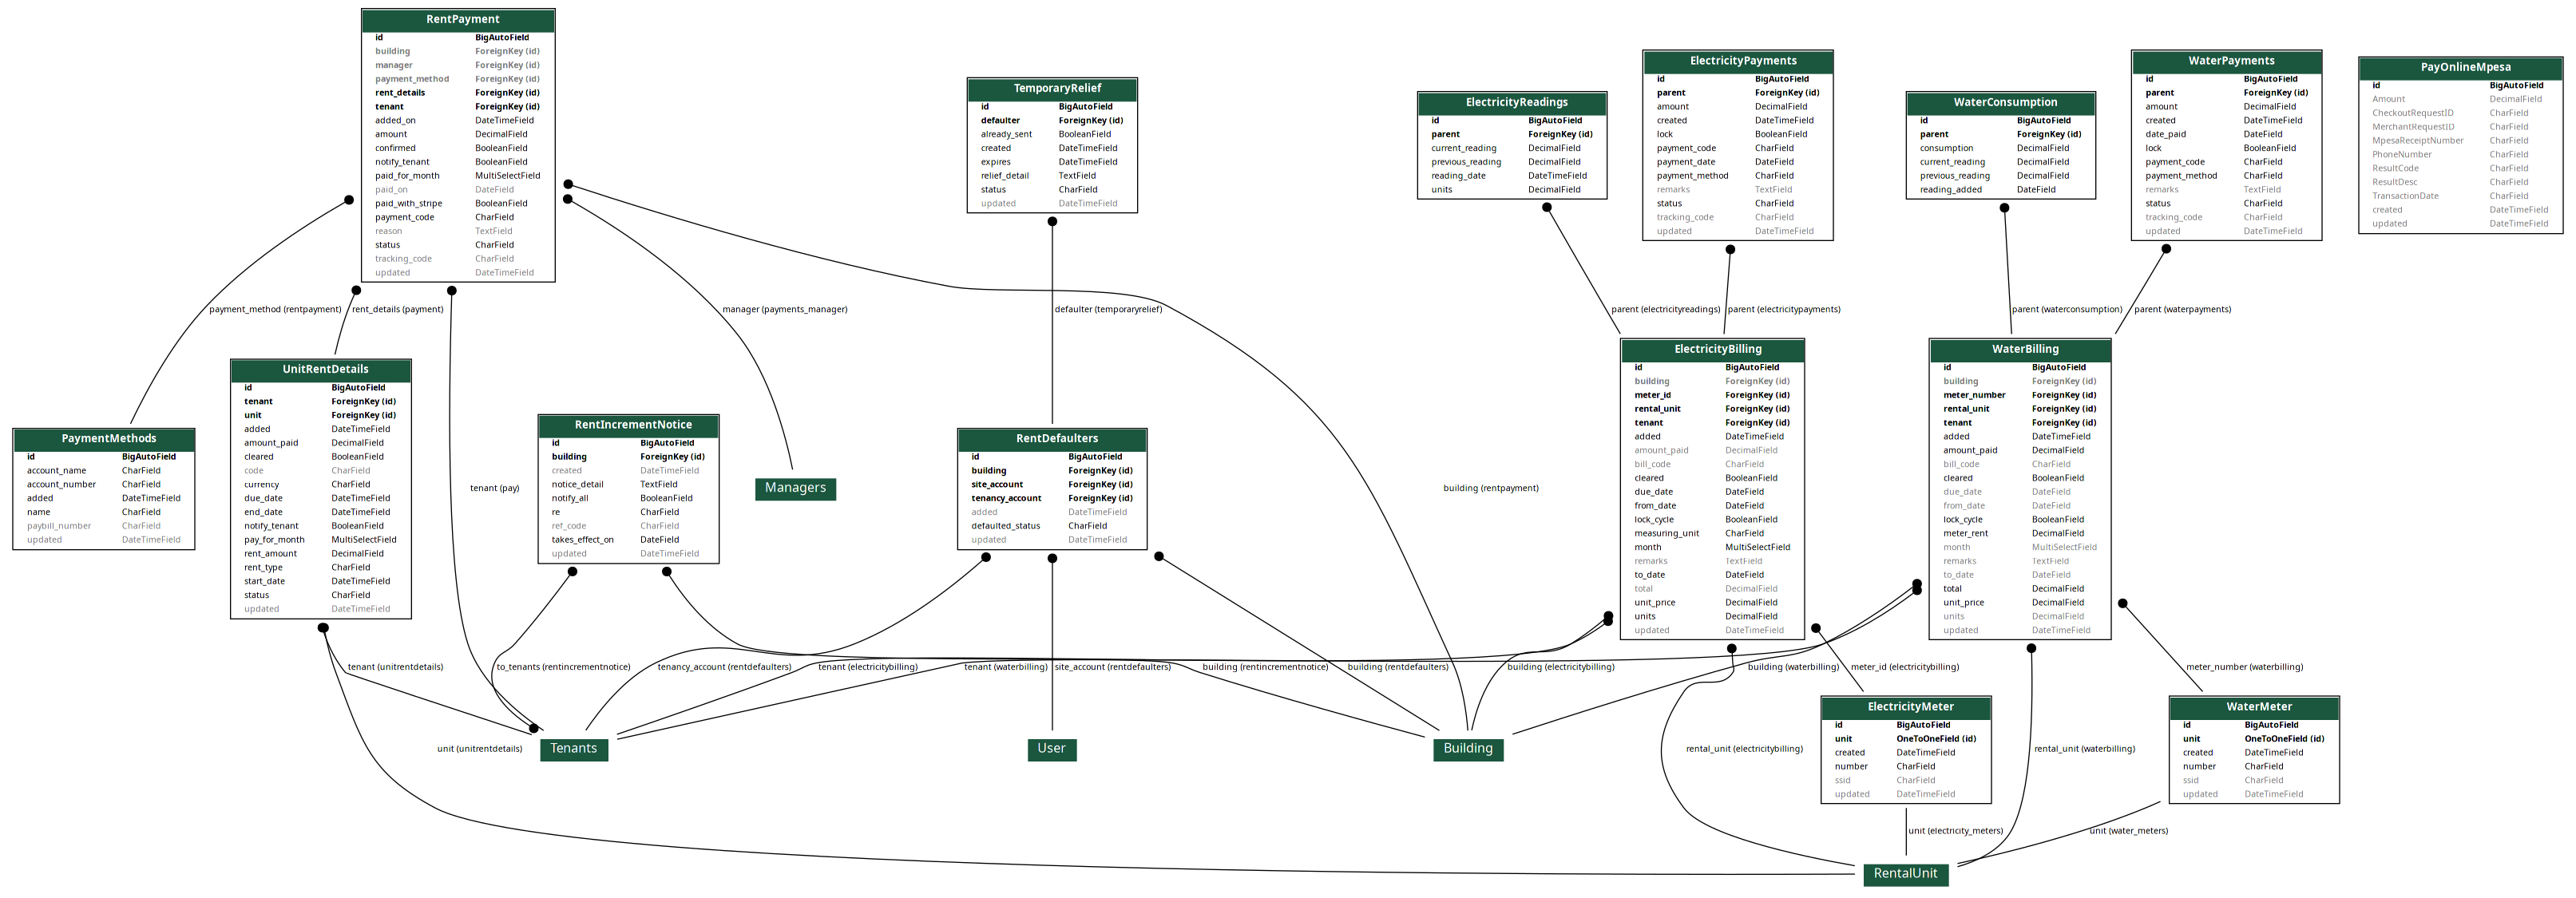 RentPayment
id BigAutoField
building ForeignKey (id)
manager ForeignKey (id)
payment_method ForeignKey (id)
rent_details ForeignKey (id)
tenant ForeignKey (id)
added_on DateTimeField
amount DecimalField
confirmed BooleanField
notify_tenant BooleanField
paid_for_month MultiSelectField
paid_on DateField
paid_with_stripe BooleanField
payment_code CharField
reason TextField
status CharField
tracking_code CharField
updated DateTimeField
TemporaryRelief
id BigAutoField
defaulter ForeignKey (id)
already_sent BooleanField
created DateTimeField
expires DateTimeField
relief_detail TextField
status CharField
updated DateTimeField
ElectricityReadings
id BigAutoField
parent ForeignKey (id)
current_reading DecimalField
previous_reading DecimalField
reading_date DateTimeField
units DecimalField
ElectricityPayments
id BigAutoField
parent ForeignKey (id)
amount DecimalField
created DateTimeField
lock BooleanField
payment_code CharField
payment_date DateField
payment_method CharField
remarks TextField
status CharField
tracking_code CharField
updated DateTimeField
WaterConsumption
id BigAutoField
parent ForeignKey (id)
consumption DecimalField
current_reading DecimalField
previous_reading DecimalField
reading_added DateField
WaterPayments
id BigAutoField
parent ForeignKey (id)
amount DecimalField
created DateTimeField
date_paid DateField
lock BooleanField
payment_code CharField
payment_method CharField
remarks TextField
status CharField
tracking_code CharField
updated DateTimeField
PayOnlineMpesa
id BigAutoField
Amount DecimalField
CheckoutRequestID CharField
MerchantRequestID CharField
MpesaReceiptNumber CharField
PhoneNumber CharField
ResultCode CharField
ResultDesc CharField
TransactionDate CharField
created DateTimeField
updated DateTimeField
payment_method (rentpayment)
rent_details (payment)
manager (payments_manager)
defaulter (temporaryrelief)
parent (electricityreadings)
parent (electricitypayments)
parent (waterconsumption)
parent (waterpayments)
PaymentMethods
id BigAutoField
account_name CharField
account_number CharField
added DateTimeField
name CharField
paybill_number CharField
updated DateTimeField
UnitRentDetails
id BigAutoField
tenant ForeignKey (id)
unit ForeignKey (id)
added DateTimeField
amount_paid DecimalField
cleared BooleanField
code CharField
currency CharField
due_date DateTimeField
end_date DateTimeField
notify_tenant BooleanField
pay_for_month MultiSelectField
rent_amount DecimalField
rent_type CharField
start_date DateTimeField
status CharField
updated DateTimeField
tenant (pay)
RentIncrementNotice
id BigAutoField
building ForeignKey (id)
created DateTimeField
notice_detail TextField
notify_all BooleanField
re CharField
ref_code CharField
takes_effect_on DateField
updated DateTimeField
Managers
RentDefaulters
id BigAutoField
building ForeignKey (id)
site_account ForeignKey (id)
tenancy_account ForeignKey (id)
added DateTimeField
defaulted_status CharField
updated DateTimeField
building (rentpayment)
ElectricityBilling
id BigAutoField
building ForeignKey (id)
meter_id ForeignKey (id)
rental_unit ForeignKey (id)
tenant ForeignKey (id)
added DateTimeField
amount_paid DecimalField
bill_code CharField
cleared BooleanField
due_date DateField
from_date DateField
lock_cycle BooleanField
measuring_unit CharField
month MultiSelectField
remarks TextField
to_date DateField
total DecimalField
unit_price DecimalField
units DecimalField
updated DateTimeField
WaterBilling
id BigAutoField
building ForeignKey (id)
meter_number ForeignKey (id)
rental_unit ForeignKey (id)
tenant ForeignKey (id)
added DateTimeField
amount_paid DecimalField
bill_code CharField
cleared BooleanField
due_date DateField
from_date DateField
lock_cycle BooleanField
meter_rent DecimalField
month MultiSelectField
remarks TextField
to_date DateField
total DecimalField
unit_price DecimalField
units DecimalField
updated DateTimeField
tenant (unitrentdetails)
to_tenants (rentincrementnotice)
tenancy_account (rentdefaulters)
tenant (electricitybilling)
tenant (waterbilling)
site_account (rentdefaulters)
building (rentincrementnotice)
building (rentdefaulters)
building (electricitybilling)
building (waterbilling)
meter_id (electricitybilling)
meter_number (waterbilling)
unit (unitrentdetails)
Tenants
User
Building
rental_unit (electricitybilling)
ElectricityMeter
id BigAutoField
unit OneToOneField (id)
created DateTimeField
number CharField
ssid CharField
updated DateTimeField
rental_unit (waterbilling)
WaterMeter
id BigAutoField
unit OneToOneField (id)
created DateTimeField
number CharField
ssid CharField
updated DateTimeField
unit (electricity_meters)
unit (water_meters)
RentalUnit